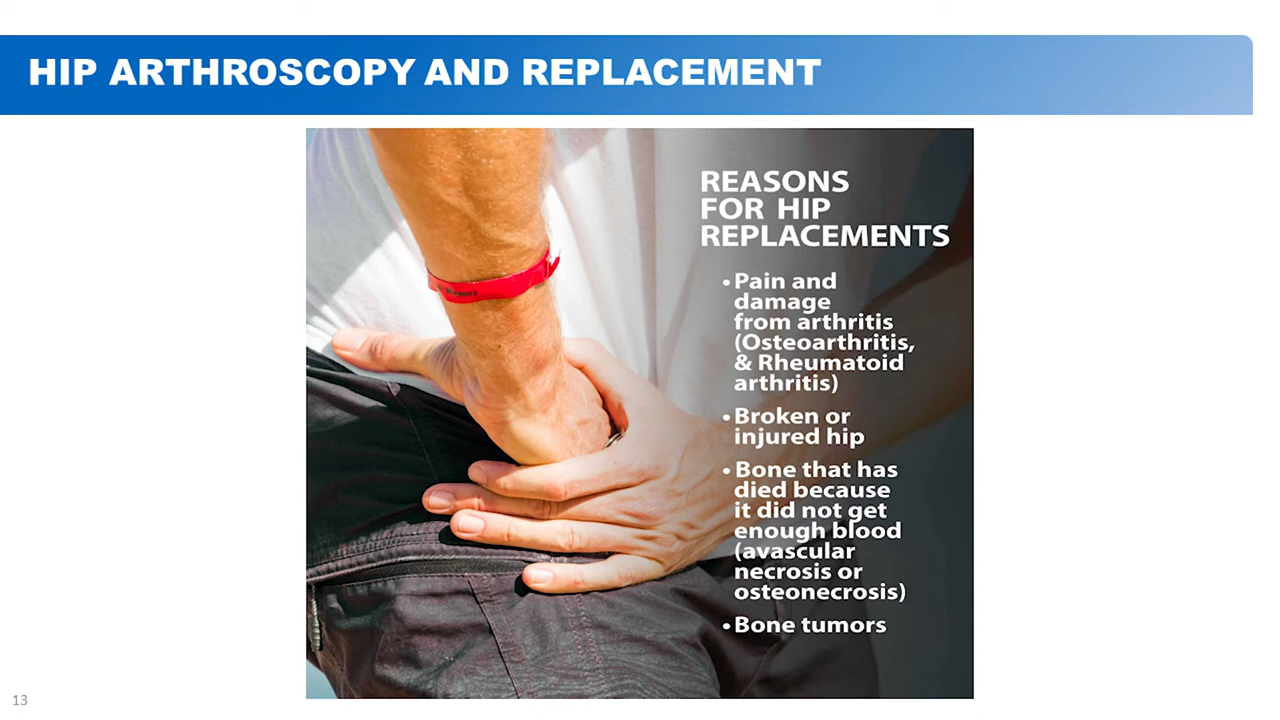 HIP ARTHROSCOPY AND REPLACEMENT
REASONS
FOR HIP
REPLACEMENTS
•Pain and
damage
from arthritis
(Osteoarthritis,
& Rheumatoid
arthritis)
•Broken or
injured hip
•Bone that has
died because
it did not get
enough blood
(avascular
necrosis or
osteonecrosis)
•Bone tumors
13